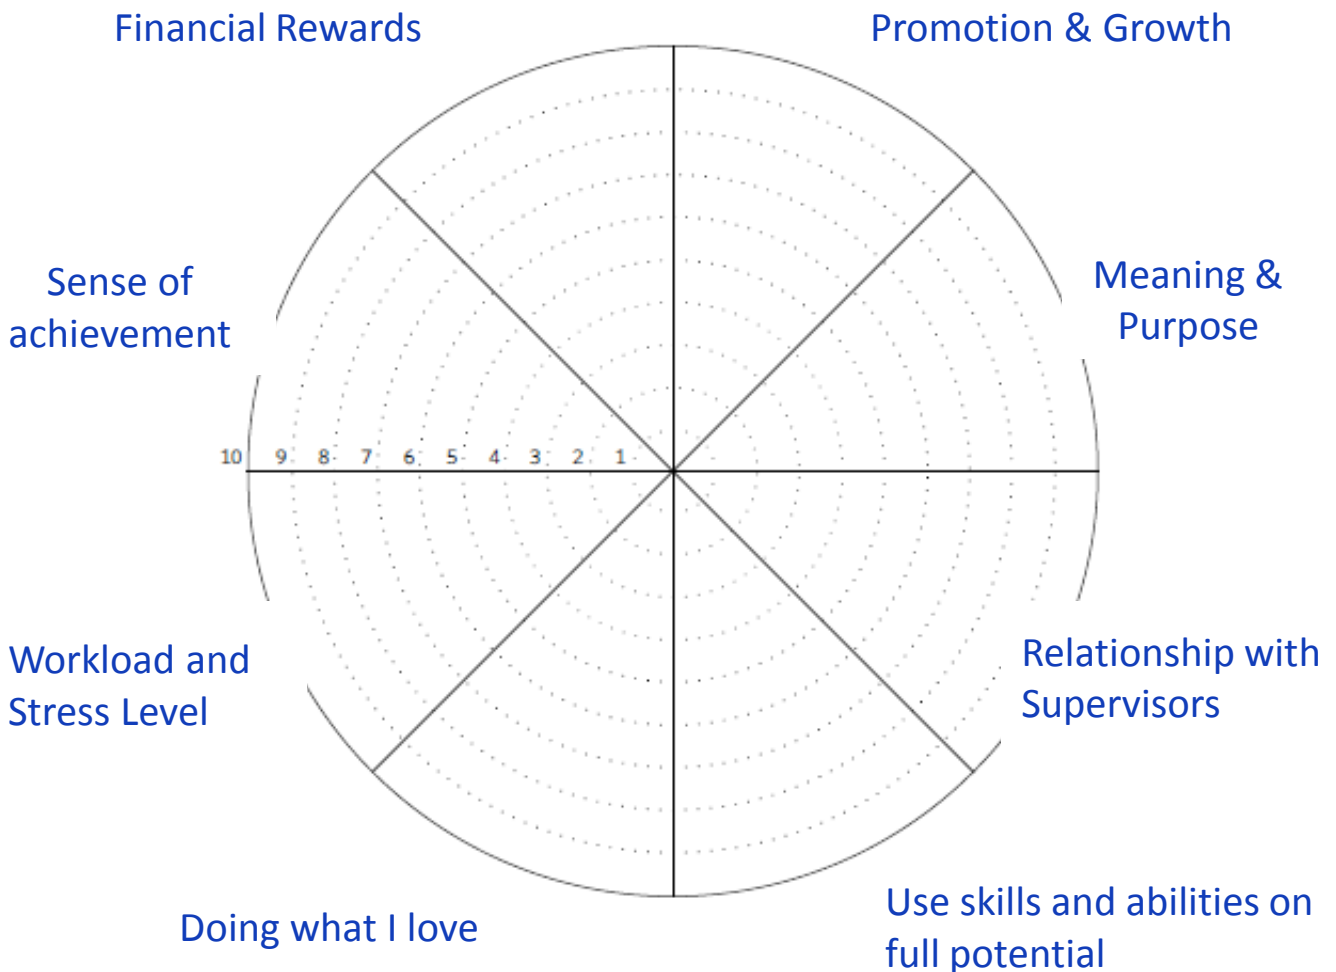 Financial Rewards
Promotion & Growth
Sense of
achievement
Meaning &
Purpose
10 9 8 7 6 5 4 3 2 1
Workload and
Stress Level
Relationship with
Supervisors
Doing what I love
Use skills and abilities on
full potential